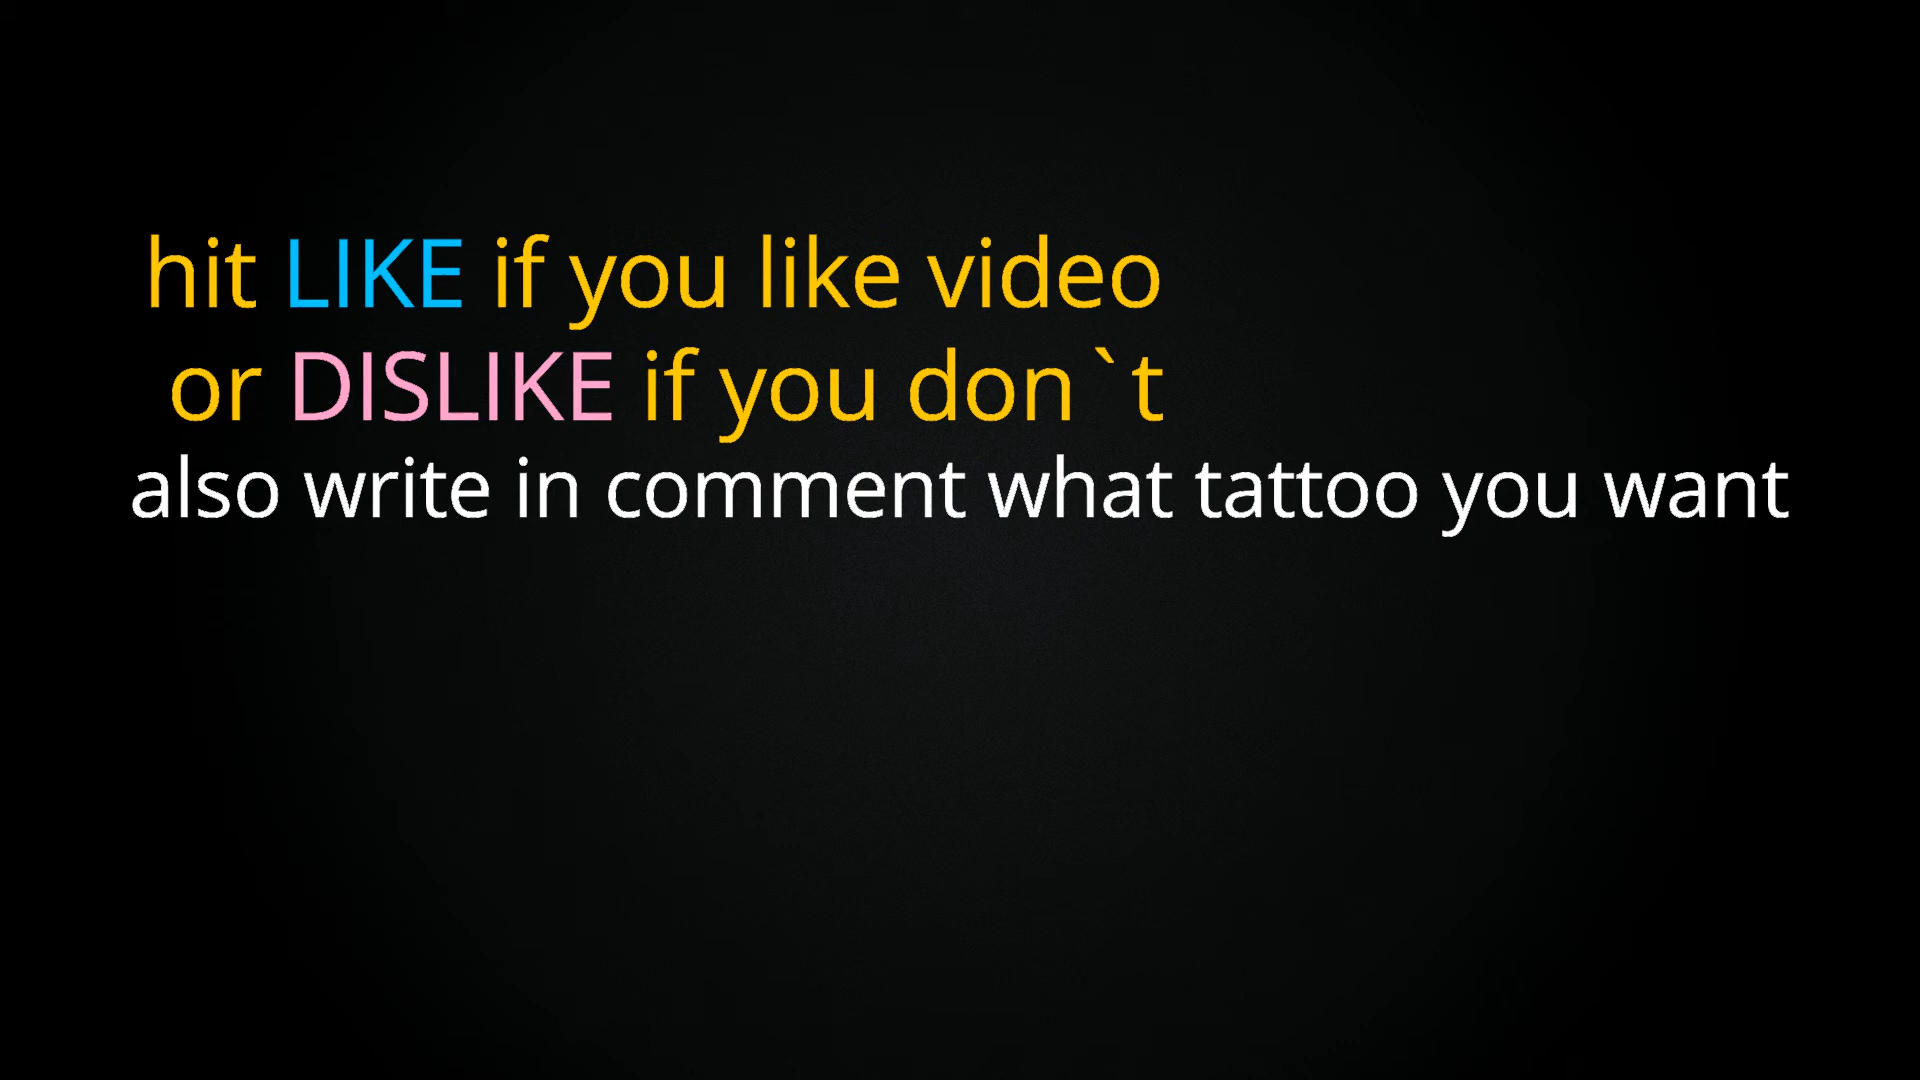 hit LIKE if you like video
or DISLIKE if you don`t
also write in comment what tattoo you want